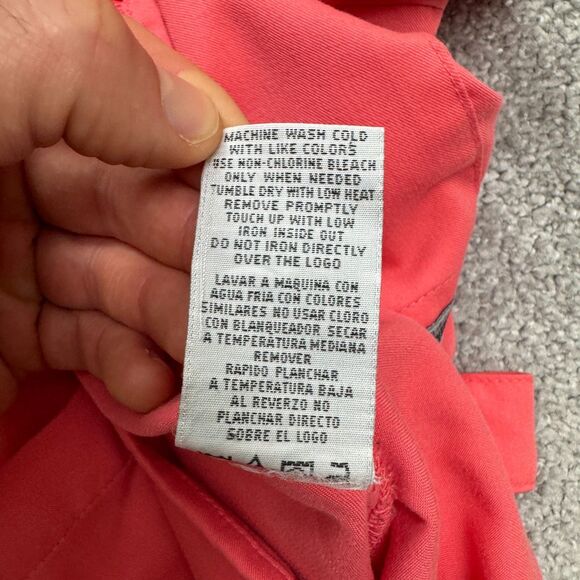 MACHINE WASH COLD
WITH LIKE COLORS
USE NON-CHLORINE BLEACH
ONLY WHEN NEEDED
TUMBLE DRY WITH LOW HEAT
REMOVE PROMPTLY
TOUCH UP WITH LOW
IRON INSIDE OUT
DO NOT IRON DIRECTLY
OVER THE LOGO
LAVAR A MAQUINA CON
AGUA FRIA CON COLORES
SIMILARES NO USAR CLORO
CON BLANQUEADOR SECAR
A TEMPERATURA MEDIANA
REMOVER
RAPIDO PLANCHAR
A TEMPERATURA BAJA
AL REVERZO NO
PLANCHAR DIRECTO
SOBRE EL LOGO